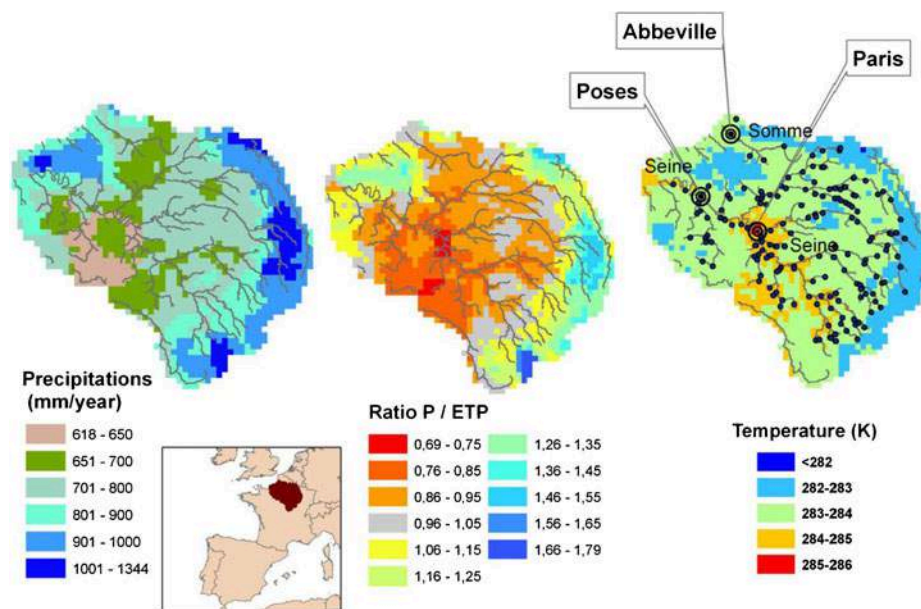 Abbeville
Paris
Poses
Somme
Seine
Seine
Precipitations
(mm/year)
618 - 650
651 - 700
701 - 800
801 - 900
901 - 1000
1001 - 1344
Ratio P / ETP
0,69 - 0,75
0,76 - 0,85
0,86 - 0,95
0,96 - 1,05
1,06 - 1,15
1,16 - 1,25
1,26 - 1,35
1,36 - 1,45
1,46 - 1,55
1,56 - 1,65
1,66 - 1,79
Temperature (K)
<282
282-283
283-284
284-285
285-286